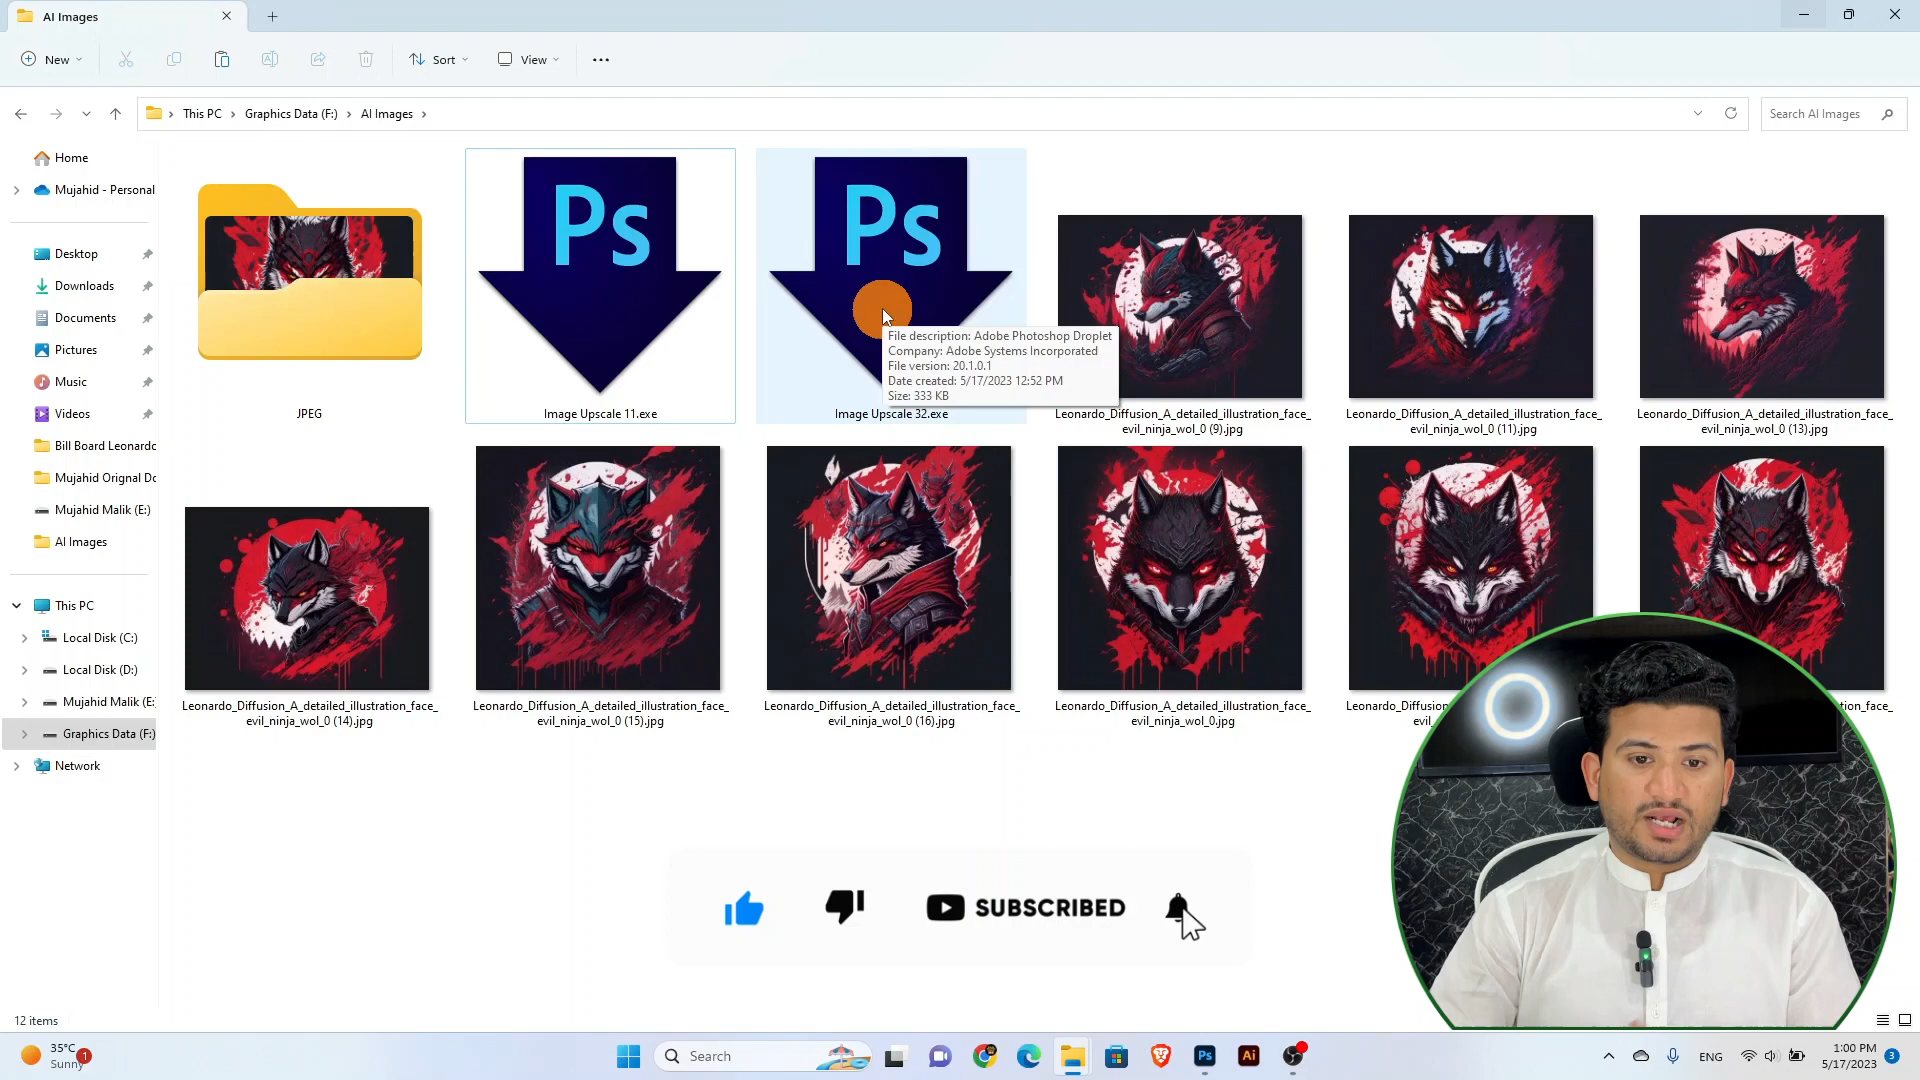 AI Images
New
Sort
View
This PC
Graphics Data (F:)
AI Images
Search AI Images
Home
Mujahid - Personal
Desktop
Downloads
Documents
Pictures
Music
Videos
Bill Board Leonardo
Mujahid Orignal Do
Mujahid Malik (E:)
AI Images
This PC
Local Disk (C:)
Local Disk (D:)
Mujahid Malik (E:
Graphics Data (F:)
Network
Ps
Ps
File description: Adobe Photoshop Droplet
Company: Adobe Systems Incorporated
File version: 20.1.0.1
Date created: 5/17/2023 12:52 PM
Size: 333 KB
JPEG
Image Upscale 11.exe
Image Upscale 32.exe
Leonardo_Diffusion_A_detailed_illustration_face_
evil_ninja_wol_0 (9).jpg
Leonardo_Diffusion_A_detailed_illustration_face_
evil_ninja_wol_0 (11).jpg
Leonardo_Diffusion_A_detailed_illustration_face_
evil_ninja_wol_0 (13).jpg
Leonardo_Diffusion_A_detailed_illustration_face_
evil_ninja_wol_0 (14).jpg
Leonardo_Diffusion_A_detailed_illustration_face_
evil_ninja_wol_0 (15).jpg
Leonardo_Diffusion_A_detailed_illustration_face_
evil_ninja_wol_0 (16).jpg
Leonardo_Diffusion_A_detailed_illustration_face_
evil_ninja_wol_0.jpg
SUBSCRIBED
12 items
35°C
Sunny
1
Search
Ps
Ai
ENG
1:00 PM
5/17/2023
3